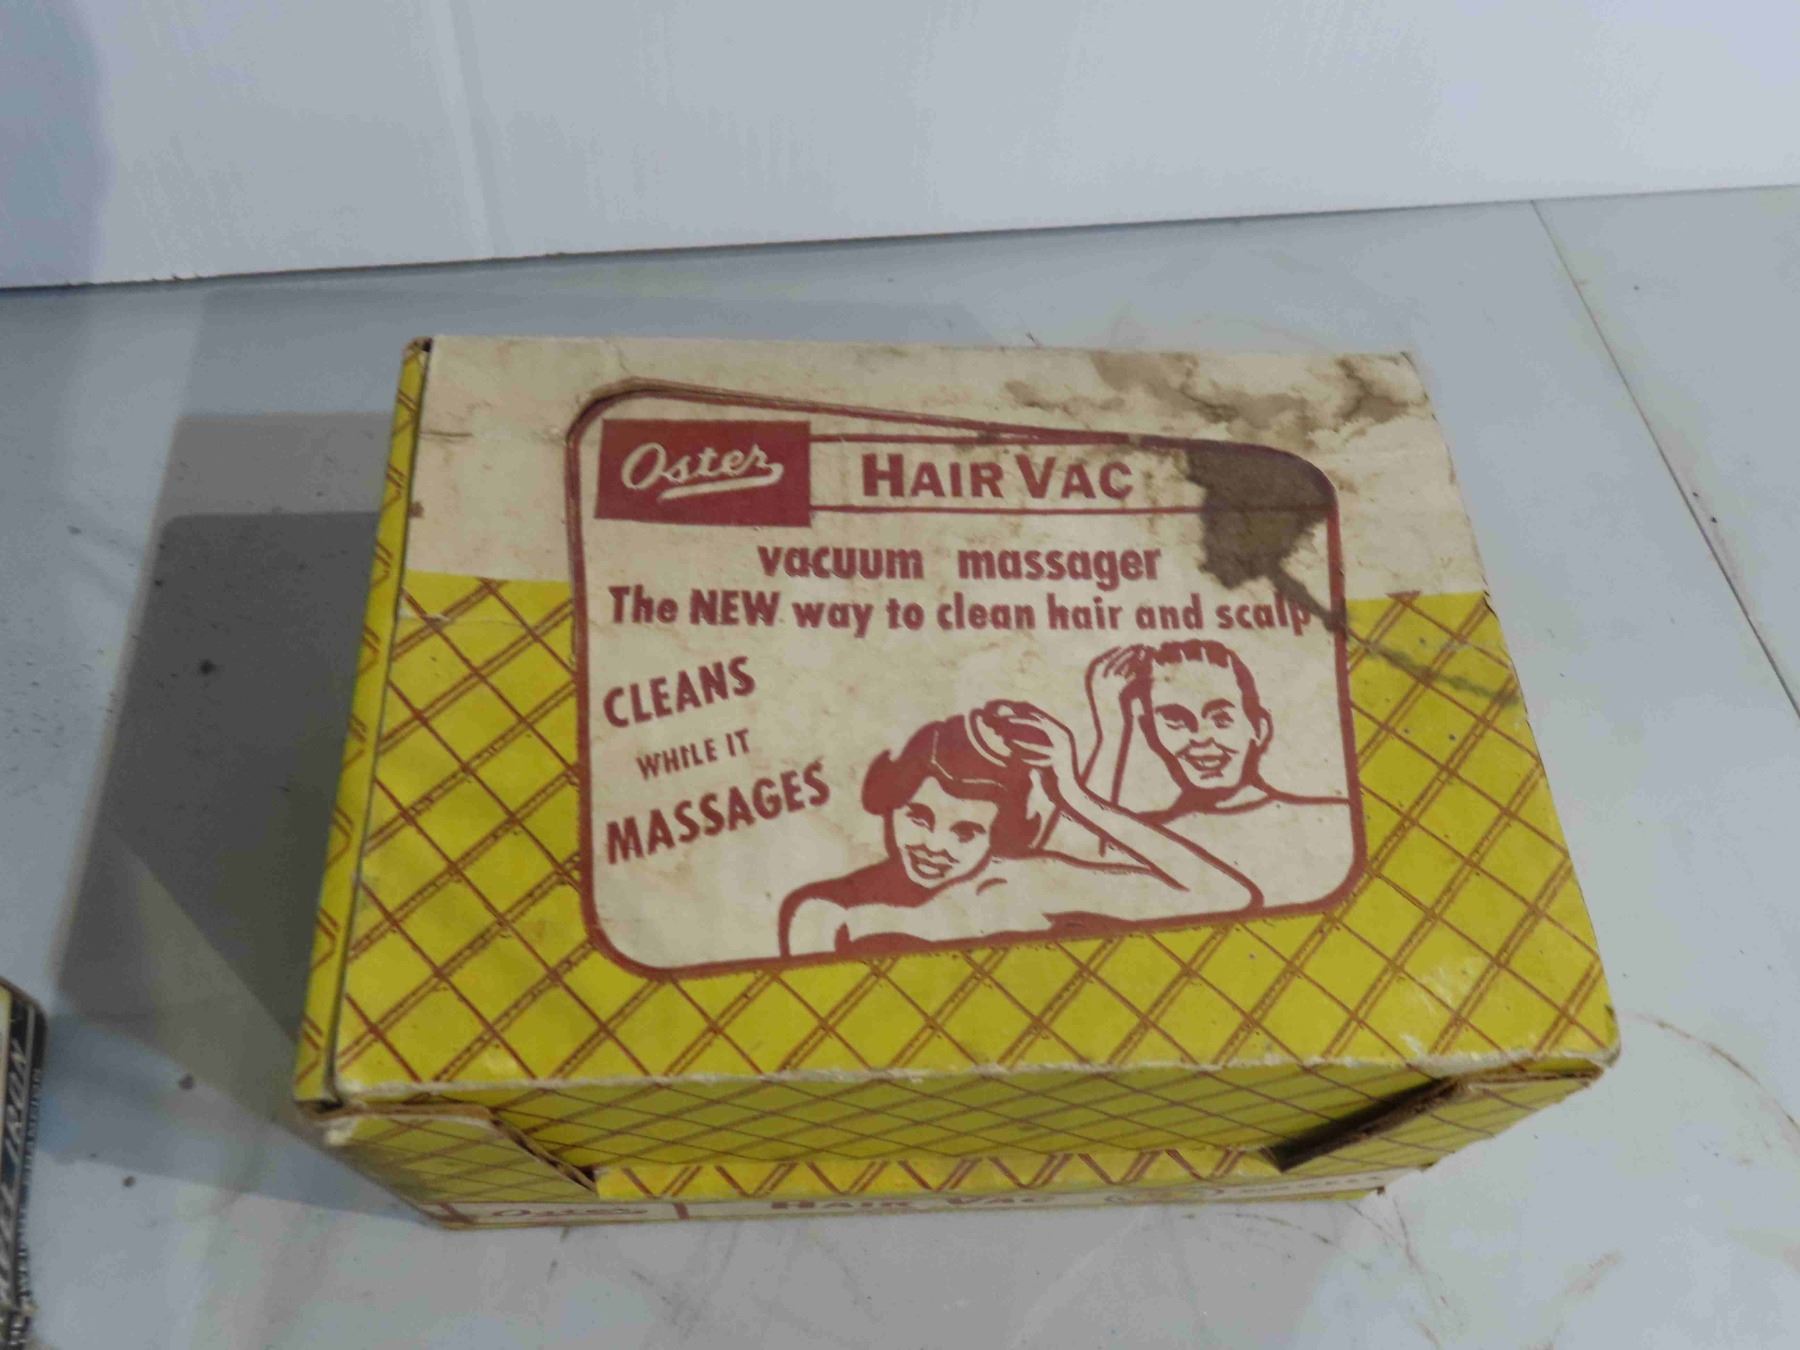 Oster HAIR VAC
vacuum massager
The NEW way to clean hair and scalp
CLEANS
WHILE IT
MASSAGES
Oster HAIR VAC
IRON